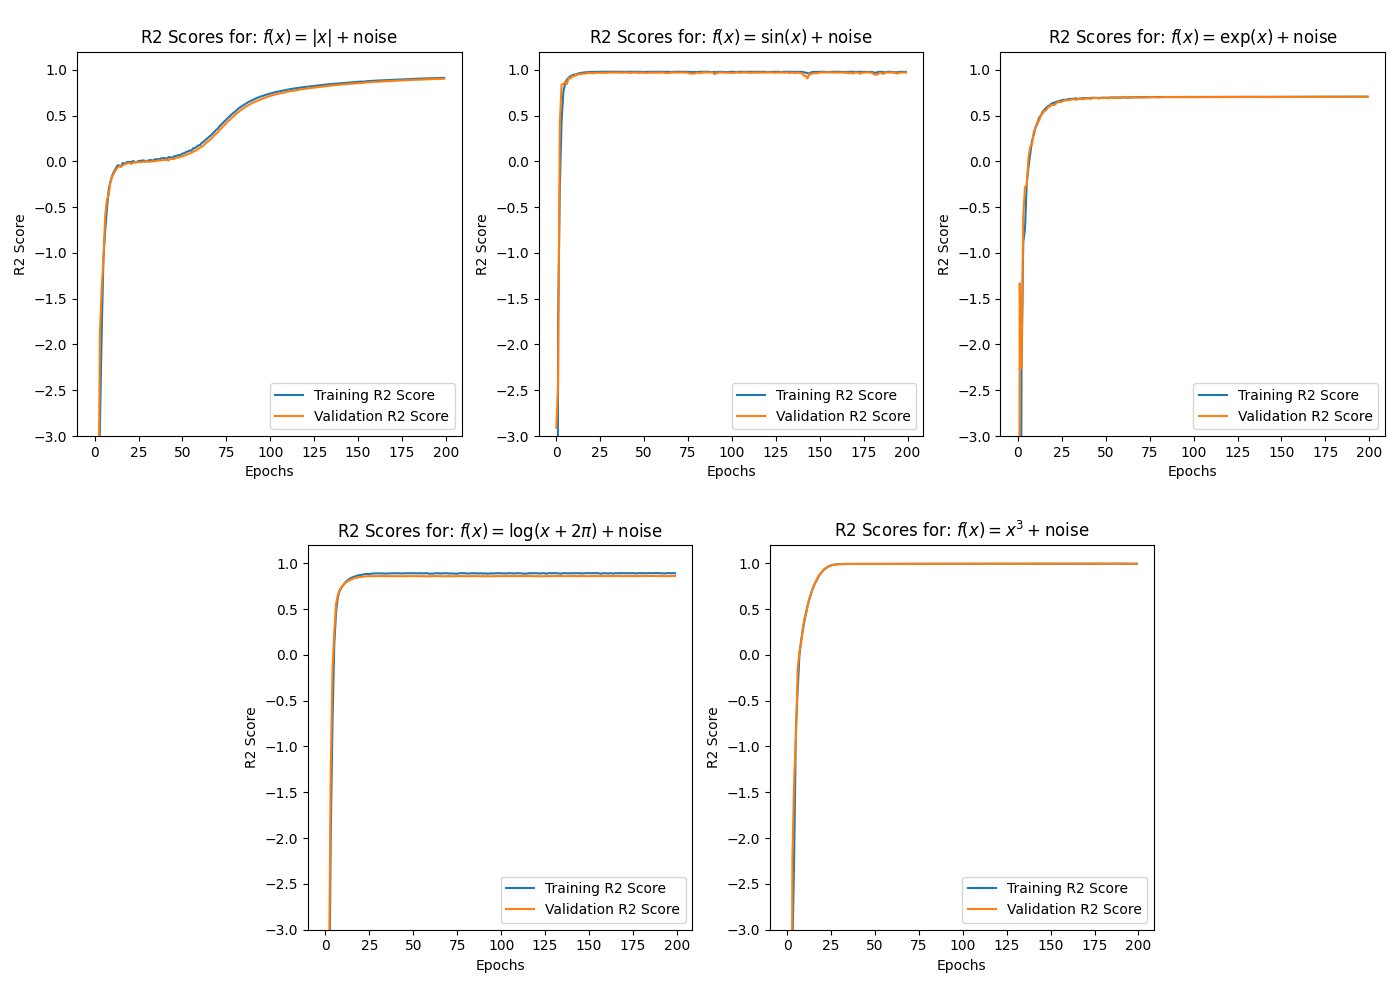 R2 Scores for: f(x) = |x| + noise
R2 Score
1.0
0.5
0.0
−0.5
−1.0
−1.5
−2.0
−2.5
−3.0
Training R2 Score
Validation R2 Score
0 25 50 75 100 125 150 175 200
Epochs
R2 Scores for: f(x) = sin(x) + noise
R2 Score
1.0
0.5
0.0
−0.5
−1.0
−1.5
−2.0
−2.5
−3.0
Training R2 Score
Validation R2 Score
0 25 50 75 100 125 150 175 200
Epochs
R2 Scores for: f(x) = exp(x) + noise
R2 Score
1.0
0.5
0.0
−0.5
−1.0
−1.5
−2.0
−2.5
−3.0
Training R2 Score
Validation R2 Score
0 25 50 75 100 125 150 175 200
Epochs
R2 Scores for: f(x) = log(x + 2π) + noise
R2 Score
1.0
0.5
0.0
−0.5
−1.0
−1.5
−2.0
−2.5
−3.0
Training R2 Score
Validation R2 Score
0 25 50 75 100 125 150 175 200
Epochs
R2 Scores for: f(x) = x³ + noise
R2 Score
1.0
0.5
0.0
−0.5
−1.0
−1.5
−2.0
−2.5
−3.0
Training R2 Score
Validation R2 Score
0 25 50 75 100 125 150 175 200
Epochs